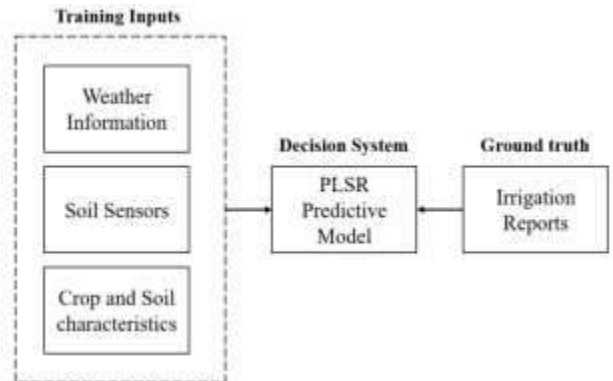 Training Inputs
Weather
Information
Soil Sensors
Crop and Soil
characteristics
Decision System
PLSR
Predictive
Model
Ground truth
Irrigation
Reports